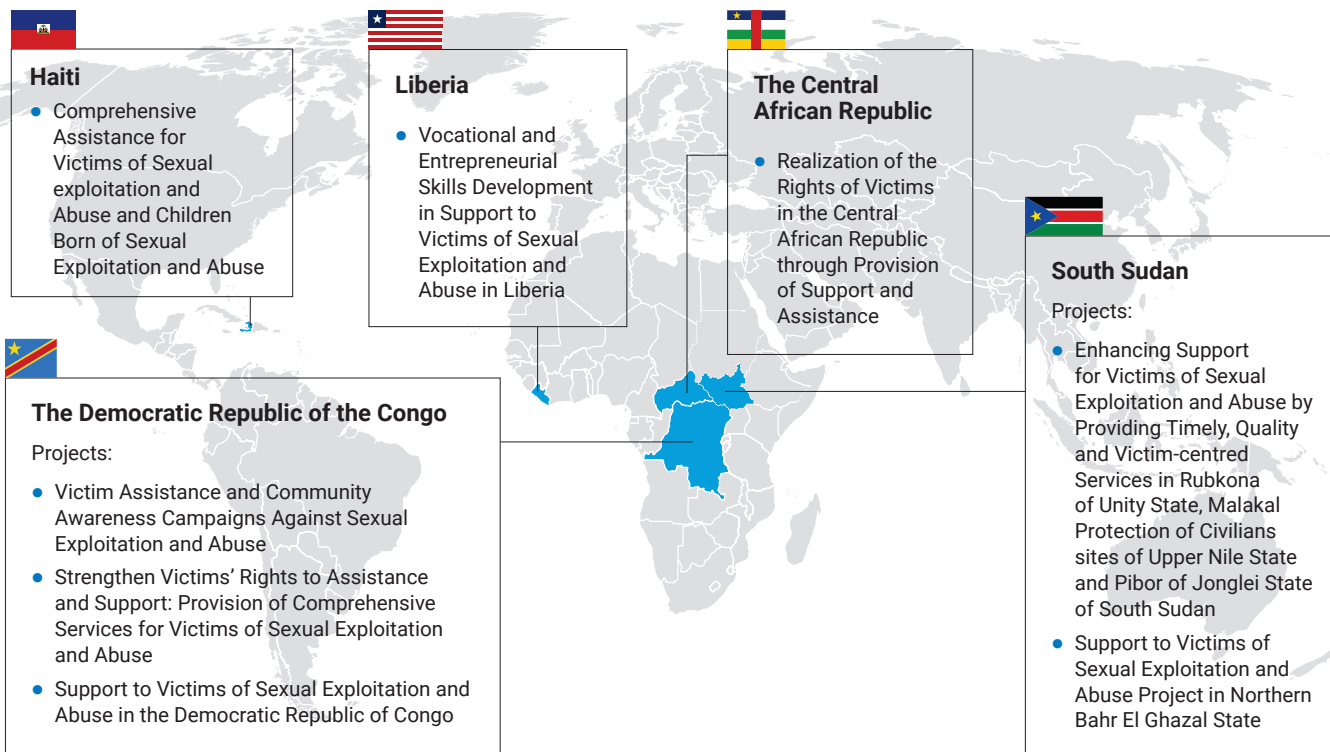 Haiti
Comprehensive
Assistance for
Victims of Sexual
exploitation and
Abuse and Children
Born of Sexual
Exploitation and Abuse
Liberia
Vocational and
Entrepreneurial
Skills Development
in Support to
Victims of Sexual
Exploitation and
Abuse in Liberia
The Central
African Republic
Realization of the
Rights of Victims
in the Central
African Republic
through Provision
of Support and
Assistance
South Sudan
Projects:
Enhancing Support
for Victims of Sexual
Exploitation and Abuse by
Providing Timely, Quality
and Victim-centred
Services in Rubkona
of Unity State, Malakal
Protection of Civilians
sites of Upper Nile State
and Pibor of Jonglei State
of South Sudan
Support to Victims of
Sexual Exploitation and
Abuse Project in Northern
Bahr El Ghazal State
The Democratic Republic of the Congo
Projects:
Victim Assistance and Community
Awareness Campaigns Against Sexual
Exploitation and Abuse
Strengthen Victims’ Rights to Assistance
and Support: Provision of Comprehensive
Services for Victims of Sexual Exploitation
and Abuse
Support to Victims of Sexual Exploitation and
Abuse in the Democratic Republic of Congo